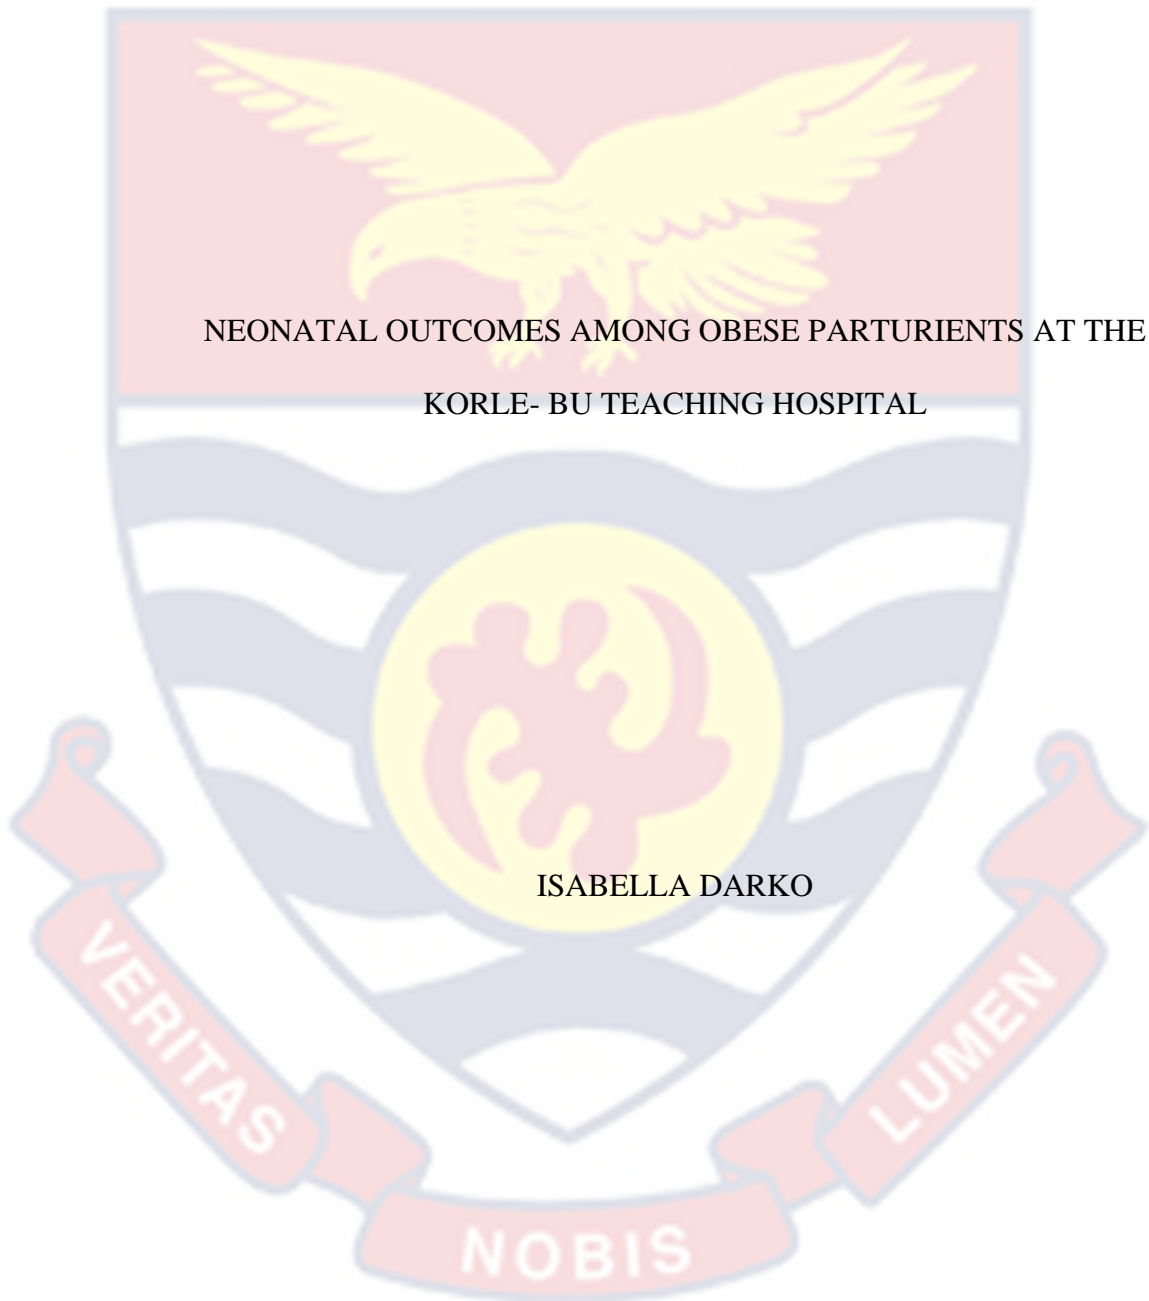 NEONATAL OUTCOMES AMONG OBESE PARTURIENTS AT THE
KORLE- BU TEACHING HOSPITAL
ISABELLA DARKO
VERITAS
NOBIS
LUMEN